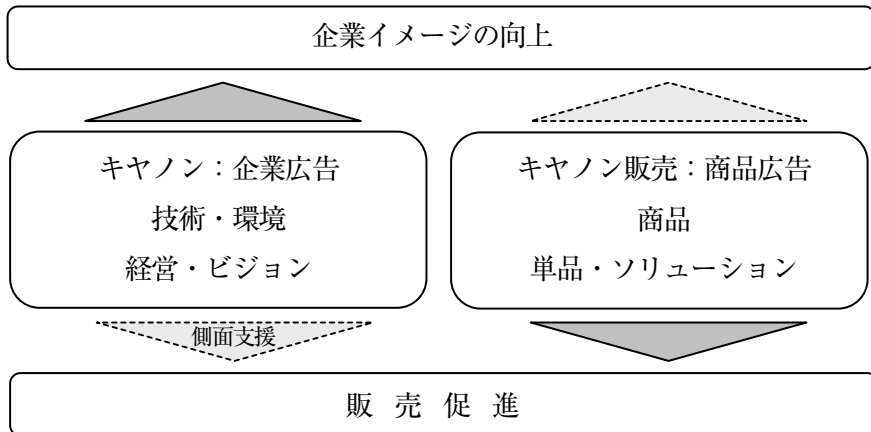 企業イメージの向上
キヤノン：企業広告
技術・環境
経営・ビジョン
キヤノン販売：商品広告
商品
単品・ソリューション
側面支援
販売促進